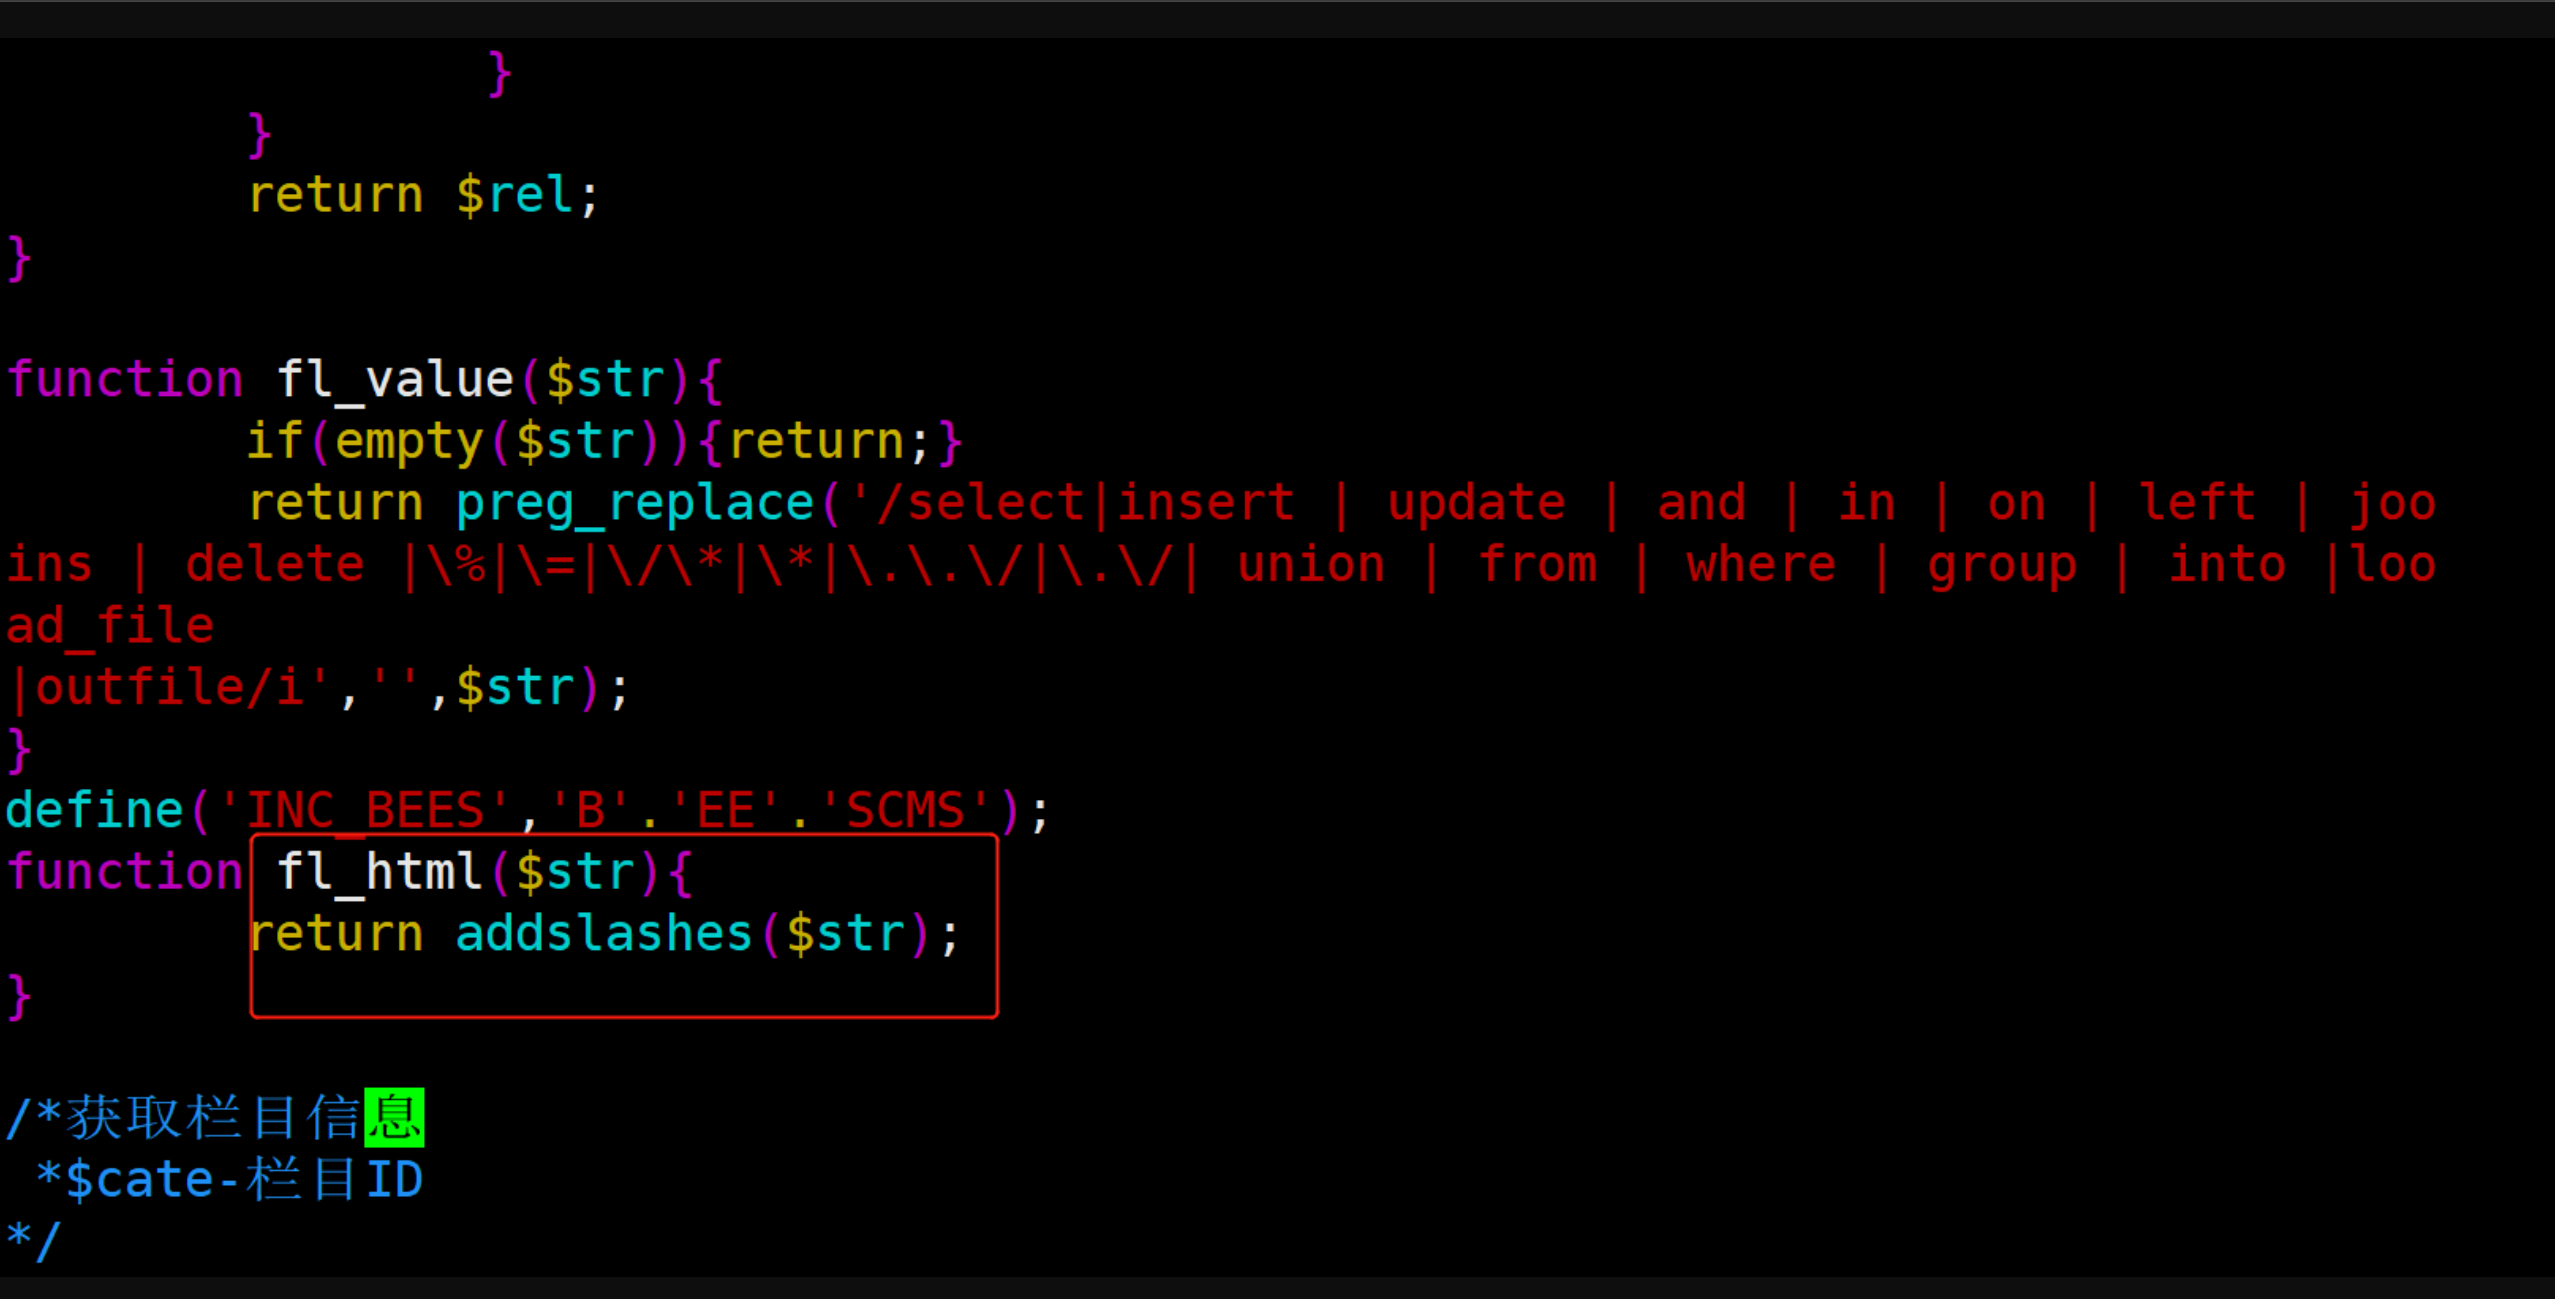 }
}
return $rel;
}
function fl_value($str){
if(empty($str)){return;}
return preg_replace('/select|insert | update | and | in | on | left | joo
ins | delete |\%|\=|\/\*|\*|\.\.\/|\.\/| union | from | where | group | into |loo
ad_file
|outfile/i','',$str);
}
define('INC_BEES','B'.'EE'.'SCMS');
function fl_html($str){
return addslashes($str);
}
/*获取栏目信息
*$cate-栏目ID
*/